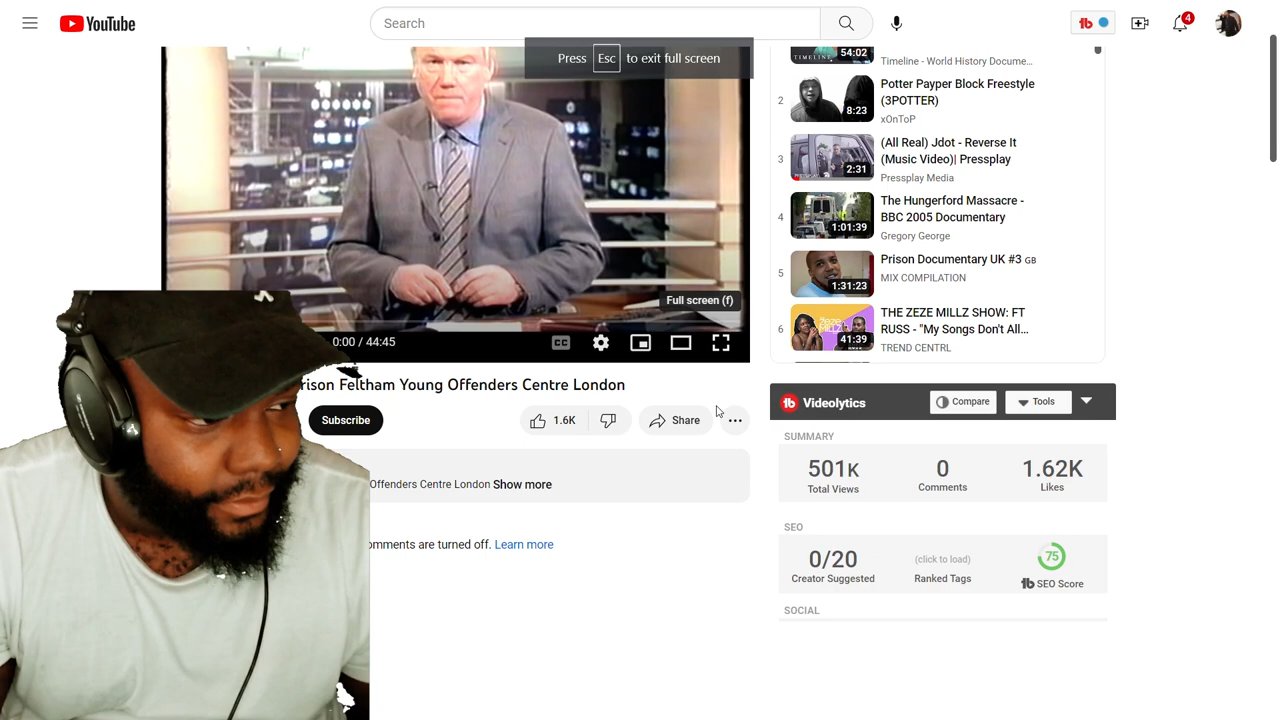 YouTube
Search
4
Press Esc to exit full screen
Full screen (f)
0:00 / 44:45
CC
rison Feltham Young Offenders Centre London
Subscribe
1.6K
Share
Offenders Centre London Show more
omments are turned off. Learn more
54:02
TIMELINE
Timeline - World History Docume...
2
8:23
Potter Payper Block Freestyle
(3POTTER)
xOnToP
3
2:31
(All Real) Jdot - Reverse It
(Music Video)| Pressplay
Pressplay Media
4
1:01:39
The Hungerford Massacre -
BBC 2005 Documentary
Gregory George
5
1:31:23
Prison Documentary UK #3 GB
MIX COMPILATION
6
41:39
THE ZEZE MILLZ SHOW: FT
RUSS - "My Songs Don't All...
TREND CENTRL
Videolytics
Compare
Tools
SUMMARY
501K
Total Views
0
Comments
1.62K
Likes
SEO
0/20
Creator Suggested
(click to load)
Ranked Tags
75
SEO Score
SOCIAL